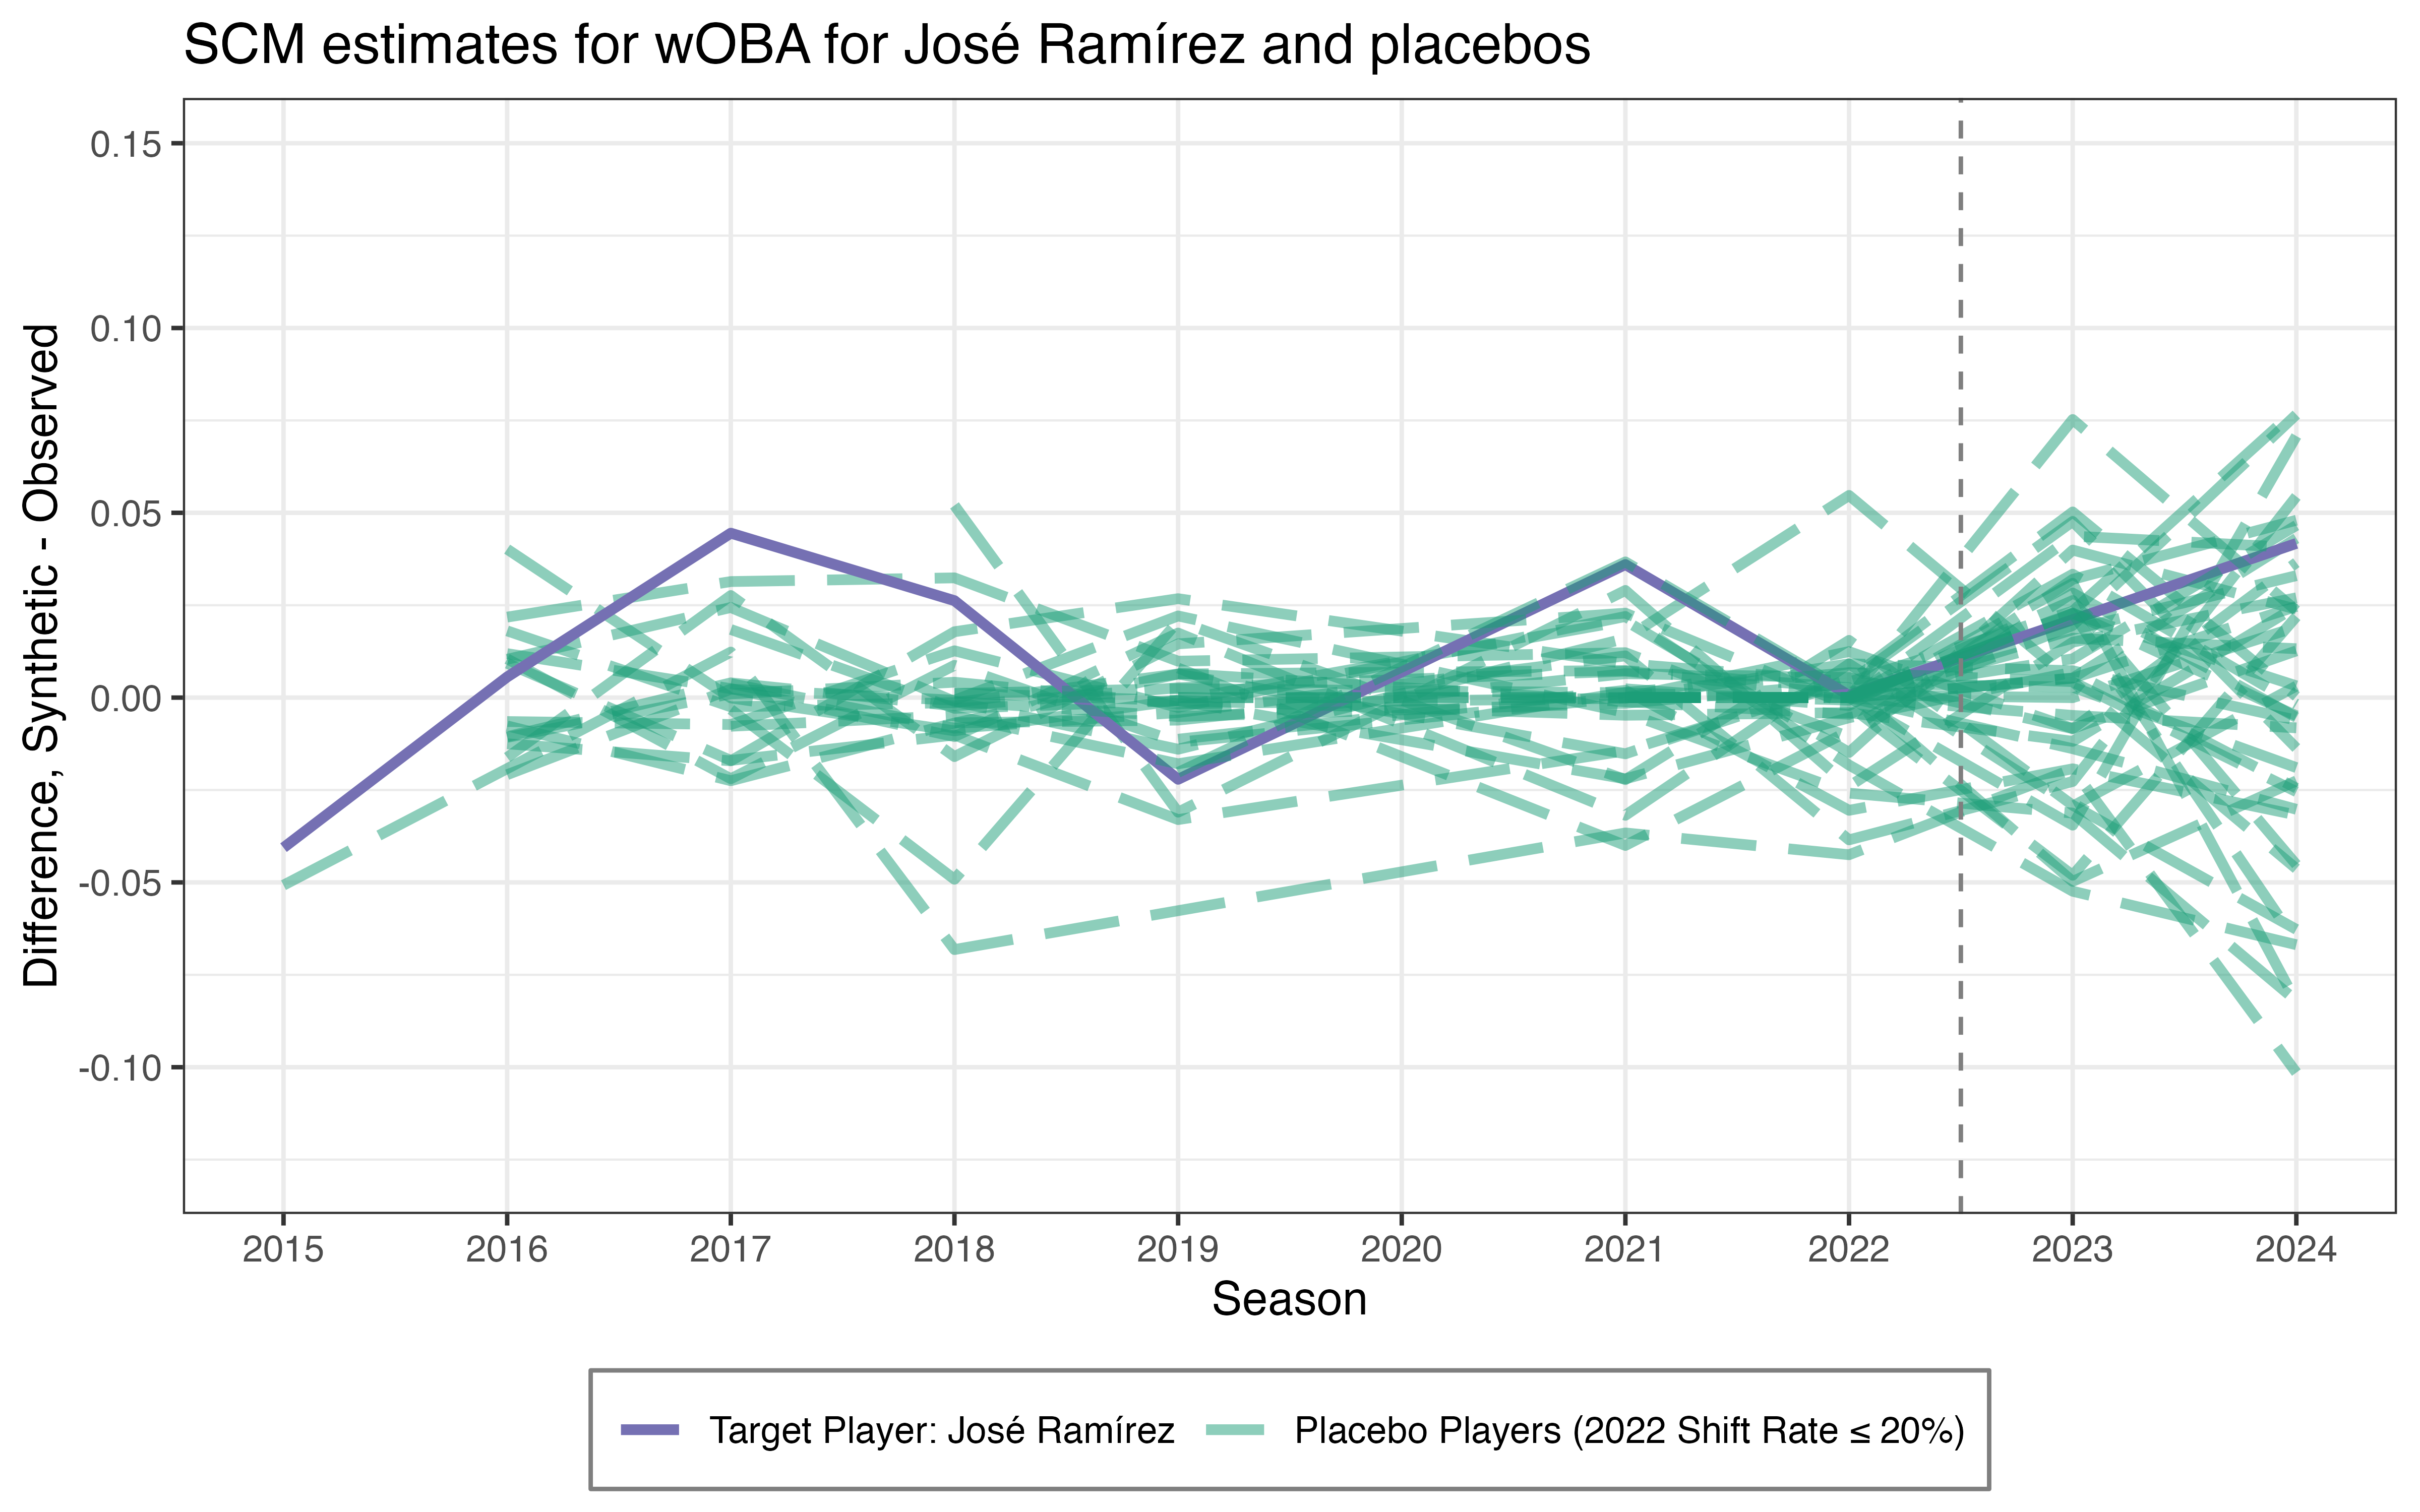 SCM estimates for wOBA for José Ramírez and placebos
Difference, Synthetic - Observed
0.15
0.10
0.05
0.00
-0.05
-0.10
2015 2016 2017 2018 2019 2020 2021 2022 2023 2024
Season
Target Player: José Ramírez Placebo Players (2022 Shift Rate ≤ 20%)